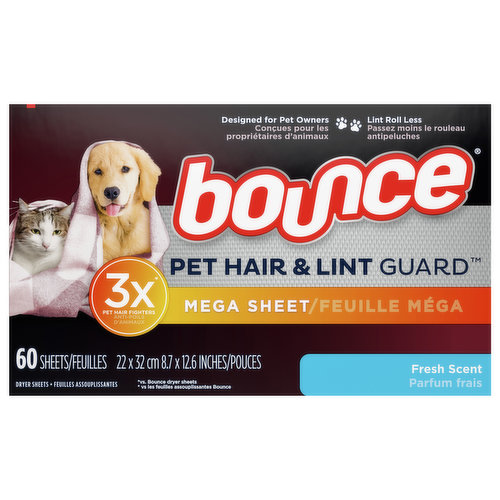 Designed for Pet Owners
Conçues pour les
propriétaires d'animaux
Lint Roll Less
Passez moins le rouleau
antipeluches
bounce®
PET HAIR & LINT GUARD™
3X*
PET HAIR FIGHTERS
ANTI-POILS
D'ANIMAUX
MEGA SHEET/FEUILLE MÉGA
60 SHEETS/FEUILLES 22 x 32 cm 8.7 x 12.6 INCHES/POUCES
DRYER SHEETS • FEUILLES ASSOUPLISSANTES
*vs. Bounce dryer sheets
* vs les feuilles assouplissantes Bounce
Fresh Scent
Parfum frais